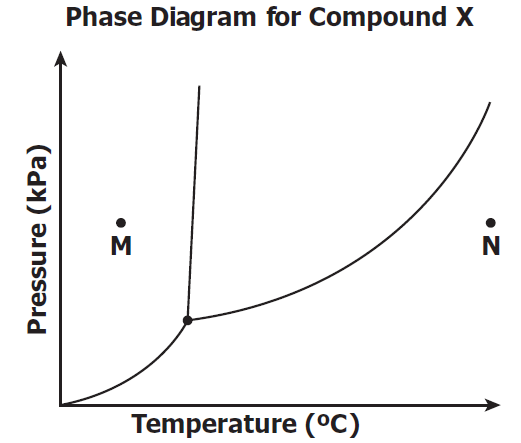 Phase Diagram for Compound X
Pressure (kPa)
M
N
Temperature (ºC)